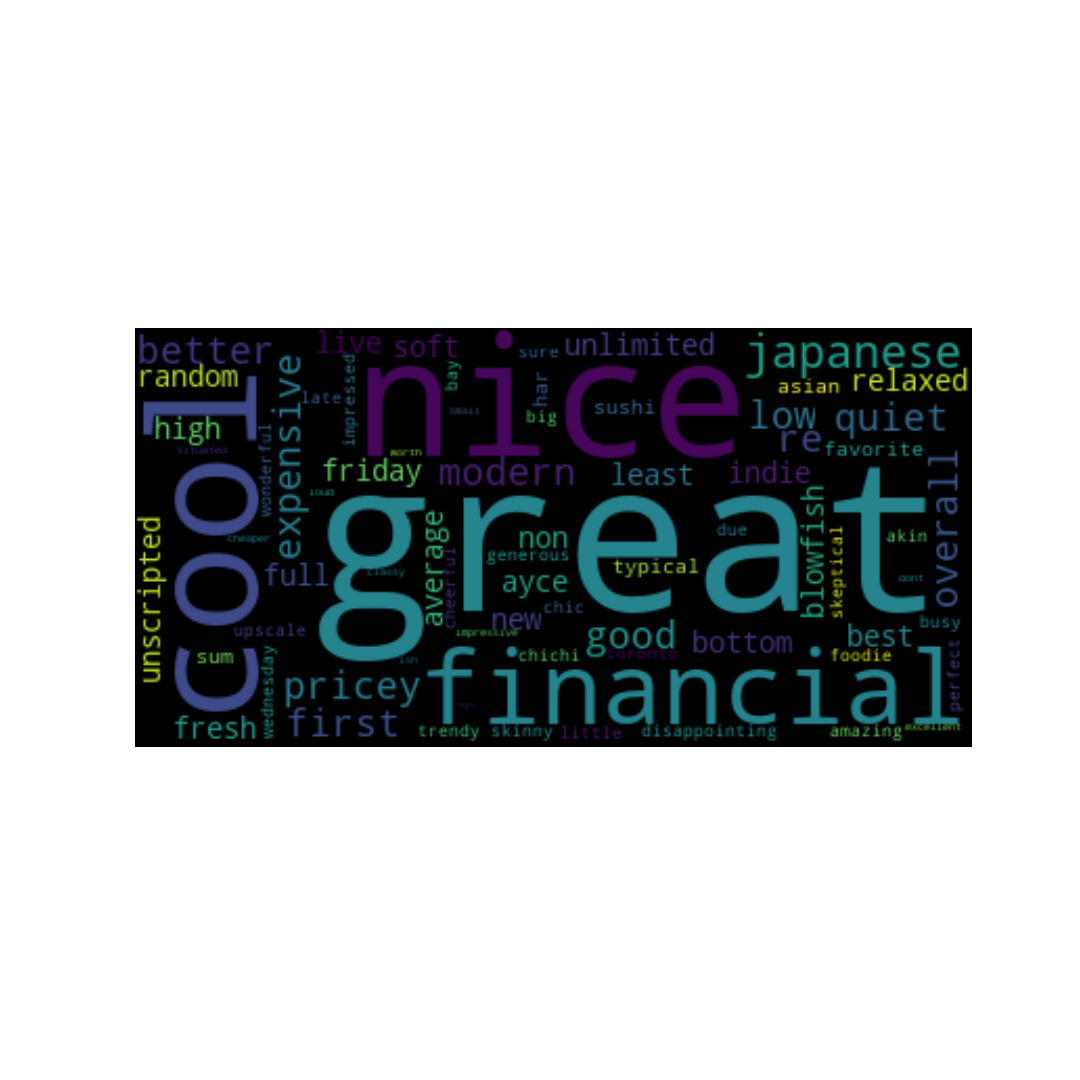 better
live
soft
sure
unlimited
japanese
random
expensive
impressed
bay
nice
har
asian
relaxed
cool
late
small
big
sushi
low
quiet
high
re
situated
wonderful
worth
favorite
friday
modern
least
indie
overall
loud
great
blowfish
unscripted
average
non
due
akin
cheaper
generous
typical
skeptical
full
classy
cheerful
ayce
dont
chic
new
busy
upscale
impressive
good
bottom
best
sum
isn
chichi
toronto
foodie
perfect
wednesday
pricey
financial
fresh
first
trendy
skinny
little
disappointing
amazing
excellent